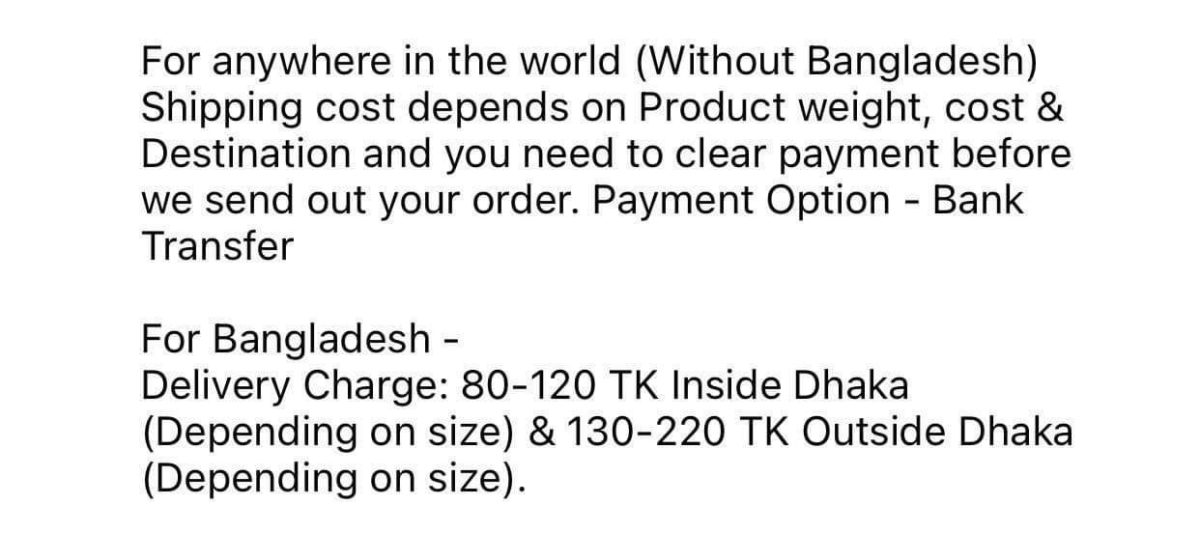 For anywhere in the world (Without Bangladesh)
Shipping cost depends on Product weight, cost &
Destination and you need to clear payment before
we send out your order. Payment Option - Bank
Transfer
For Bangladesh -
Delivery Charge: 80-120 TK Inside Dhaka
(Depending on size) & 130-220 TK Outside Dhaka
(Depending on size).